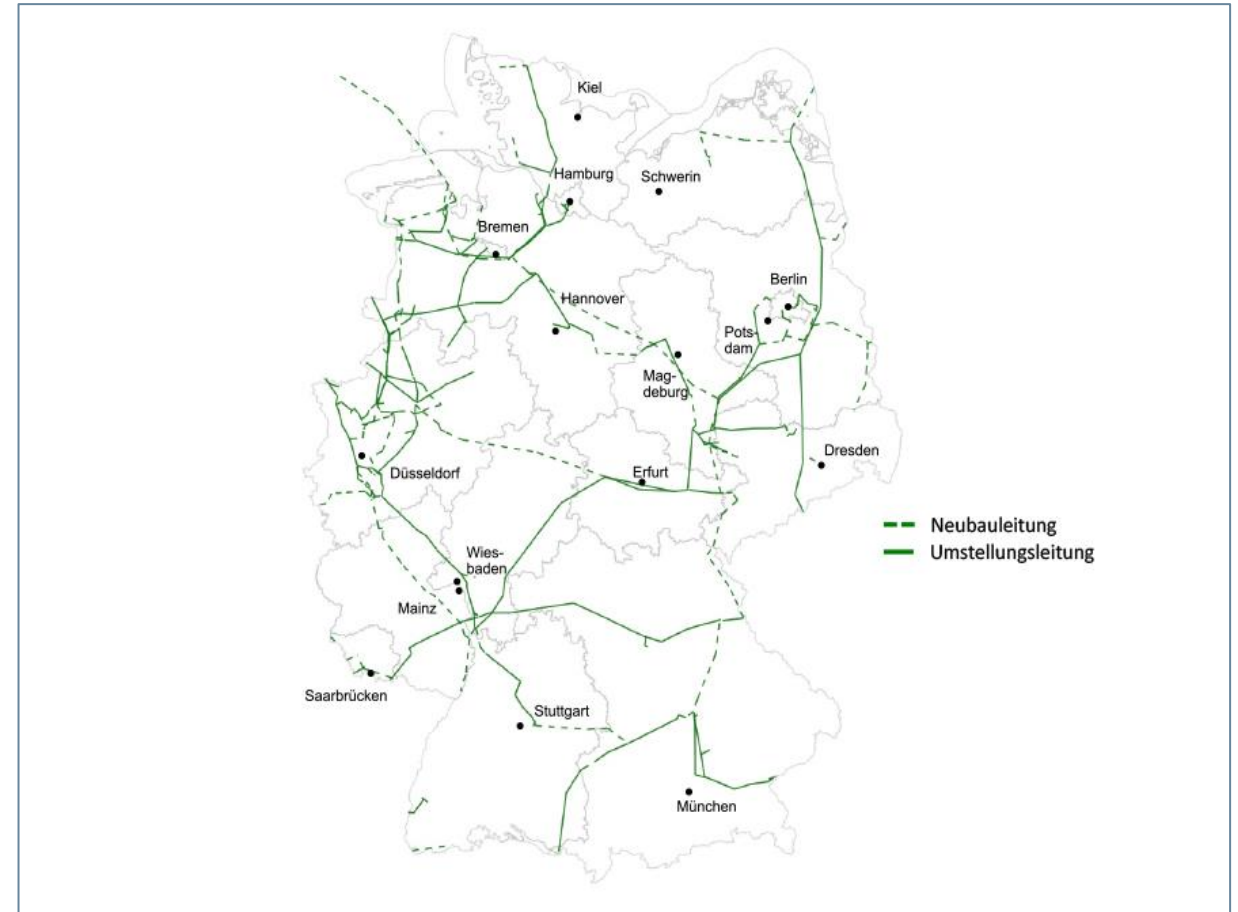 Kiel
Hamburg
Schwerin
Bremen
Berlin
Hannover
Pots-
dam
Mag-
deburg
Dresden
Düsseldorf
Erfurt
Neubauleitung
Umstellungsleitung
Wies-
baden
Mainz
Saarbrücken
Stuttgart
München